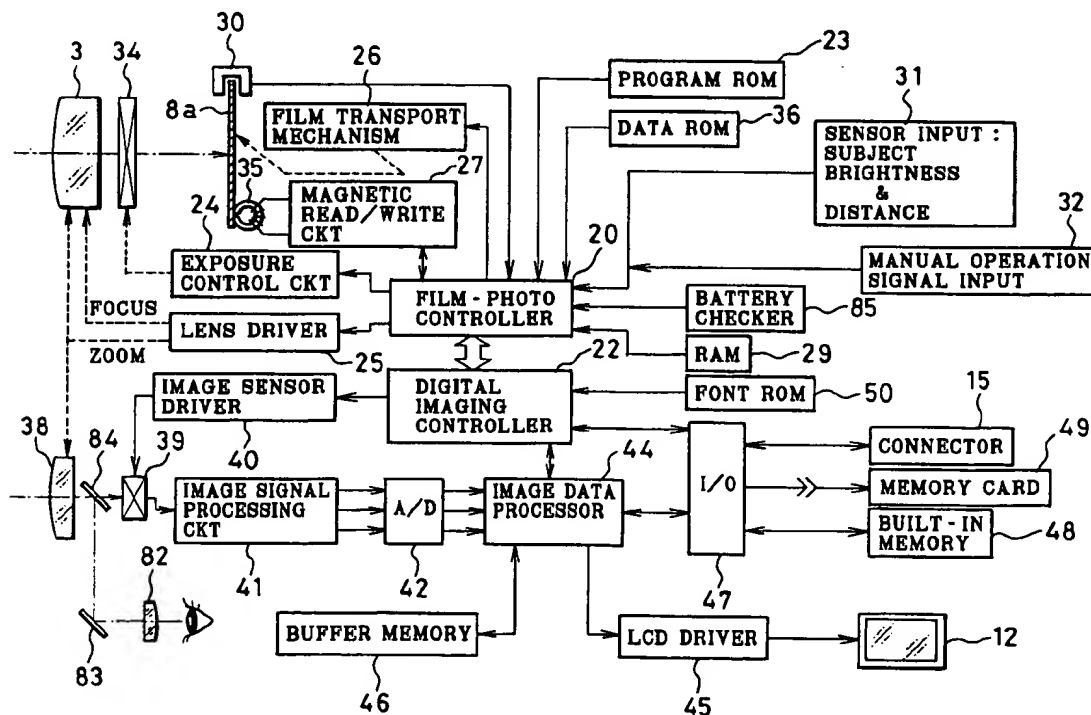 3
34
30
26
8a
FILM TRANSPORT
MECHANISM
35
27
MAGNETIC
READ/WRITE
CKT
24
EXPOSURE
CONTROL CKT
FOCUS
LENS DRIVER
ZOOM
25
20
FILM-PHOTO
CONTROLLER
PROGRAM ROM
23
DATA ROM
36
31
SENSOR INPUT :
SUBJECT
BRIGHTNESS
&
DISTANCE
32
MANUAL OPERATION
SIGNAL INPUT
BATTERY
CHECKER
85
RAM
29
22
DIGITAL
IMAGING
CONTROLLER
FONT ROM
50
IMAGE SENSOR
DRIVER
40
38
84
39
IMAGE SIGNAL
PROCESSING
CKT
41
A/D
42
44
IMAGE DATA
PROCESSOR
I/O
47
15
CONNECTOR
49
MEMORY CARD
BUILT-IN
MEMORY
48
82
83
BUFFER MEMORY
46
LCD DRIVER
45
12